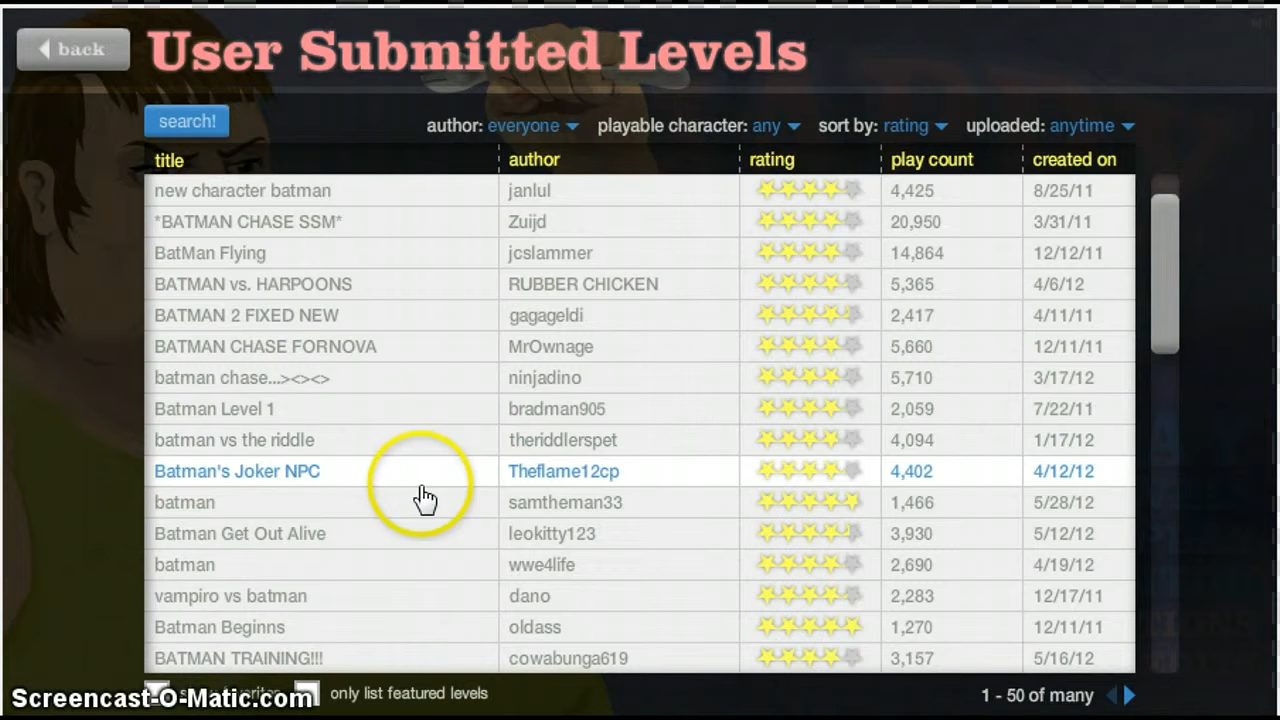 back User Submitted Levels
search! author: everyone playable character: any sort by: rating uploaded: anytime
title author rating play count created on
new character batman janlul 4,425 8/25/11
*BATMAN CHASE SSM* Zuijd 20,950 3/31/11
BatMan Flying jcslammer 14,864 12/12/11
BATMAN vs. HARPOONS RUBBER CHICKEN 5,365 4/6/12
BATMAN 2 FIXED NEW gagageldi 2,417 4/11/11
BATMAN CHASE FORNOVA MrOwnage 5,660 12/11/11
batman chase...><><> ninjadino 5,710 3/17/12
Batman Level 1 bradman905 2,059 7/22/11
batman vs the riddle theriddlerspet 4,094 1/17/12
Batman's Joker NPC Theflame12cp 4,402 4/12/12
batman samtheman33 1,466 5/28/12
Batman Get Out Alive leokitty123 3,930 5/12/12
batman wwe4life 2,690 4/19/12
vampiro vs batman dano 2,283 12/17/11
Batman Beginns oldass 1,270 12/11/11
BATMAN TRAINING!!! cowabunga619 3,157 5/16/12
Screencast-O-Matic.com only list featured levels 1 - 50 of many